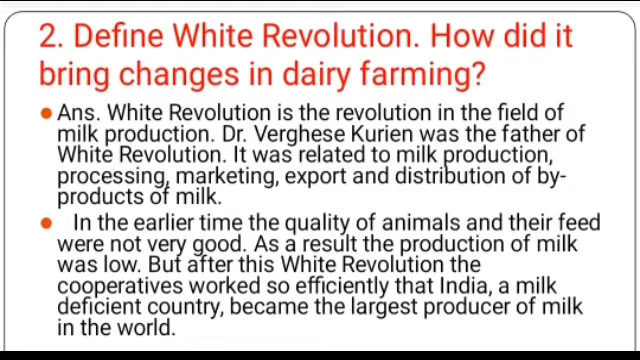 2. Define White Revolution. How did it
bring changes in dairy farming?
● Ans. White Revolution is the revolution in the field of
milk production. Dr. Verghese Kurien was the father of
White Revolution. It was related to milk production,
processing, marketing, export and distribution of by-
products of milk.
● In the earlier time the quality of animals and their feed
were not very good. As a result the production of milk
was low. But after this White Revolution the
cooperatives worked so efficiently that India, a milk
deficient country, became the largest producer of milk
in the world.